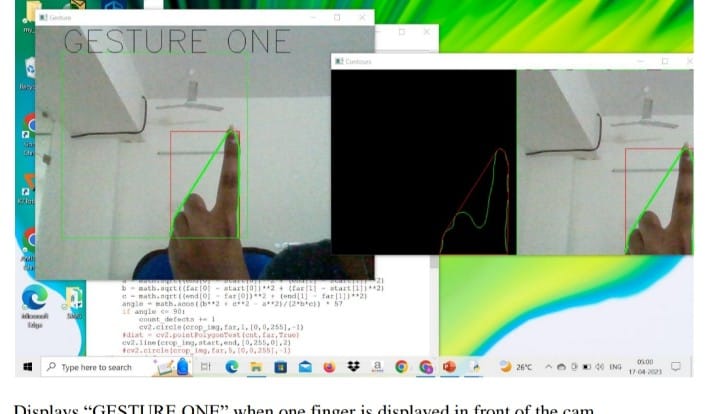 Gesture
GESTURE ONE
Contours
b = math.sqrt((far[0] - start[0])**2 + (far[1] - start[1])**2)
c = math.sqrt((end[0] - far[0])**2 + (end[1] - far[1])**2)
angle = math.acos((b**2 + c**2 - a**2)/(2*b*c)) * 57
if angle <= 90:
count_defects += 1
cv2.circle(crop_img,far,1,[0,0,255],-1)
#dist = cv2.pointPolygonTest(cnt,far,True)
cv2.line(crop_img,start,end,[0,255,0],2)
#cv2.circle(crop_img,far,5,[0,0,255],-1)
Microsoft
Edge
Type here to search
26°C
ENG
05:00
17-04-2023
Displays “GESTURE ONE” when one finger is displayed in front of the cam